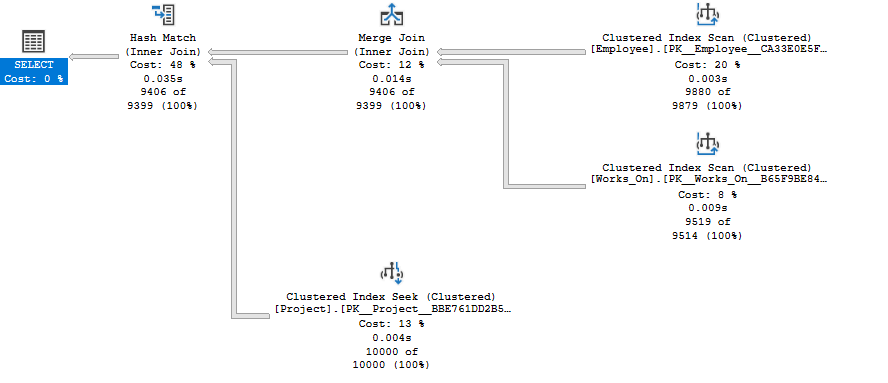 SELECT
Cost: 0 %
Hash Match
(Inner Join)
Cost: 48 %
0.035s
9406 of
9399 (100%)
Merge Join
(Inner Join)
Cost: 12 %
0.014s
9406 of
9399 (100%)
Clustered Index Scan (Clustered)
[Employee].[PK__Employee__CA33E0E5F…
Cost: 20 %
0.003s
9880 of
9879 (100%)
Clustered Index Scan (Clustered)
[Works_On].[PK__Works_On__B65F9BE84…
Cost: 8 %
0.009s
9519 of
9514 (100%)
Clustered Index Seek (Clustered)
[Project].[PK__Project__BBE761DD2B5…
Cost: 13 %
0.004s
10000 of
10000 (100%)